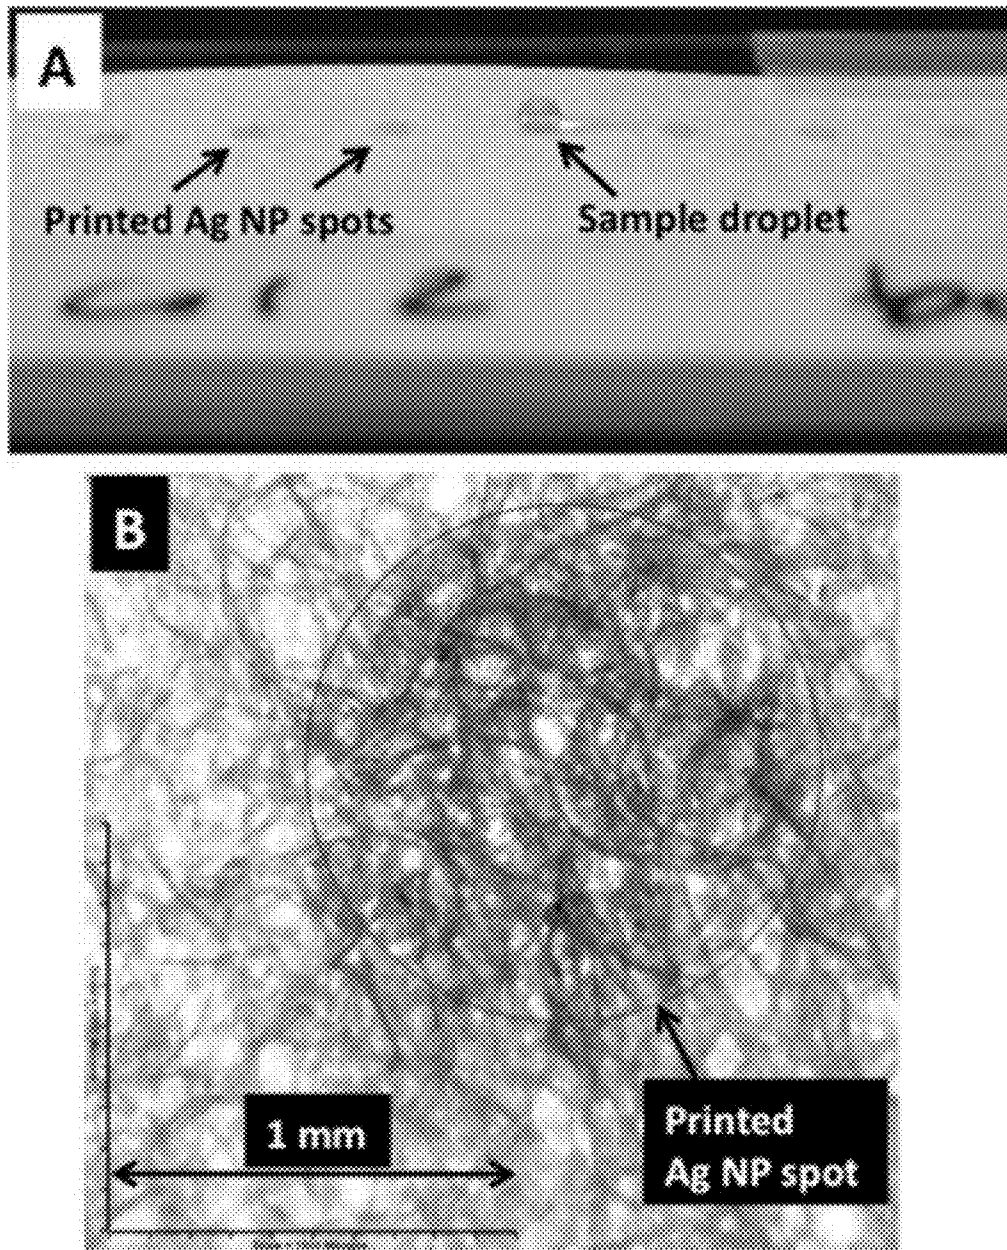 A
Printed Ag NP spots
Sample droplet
B
1 mm
Printed
Ag NP spot